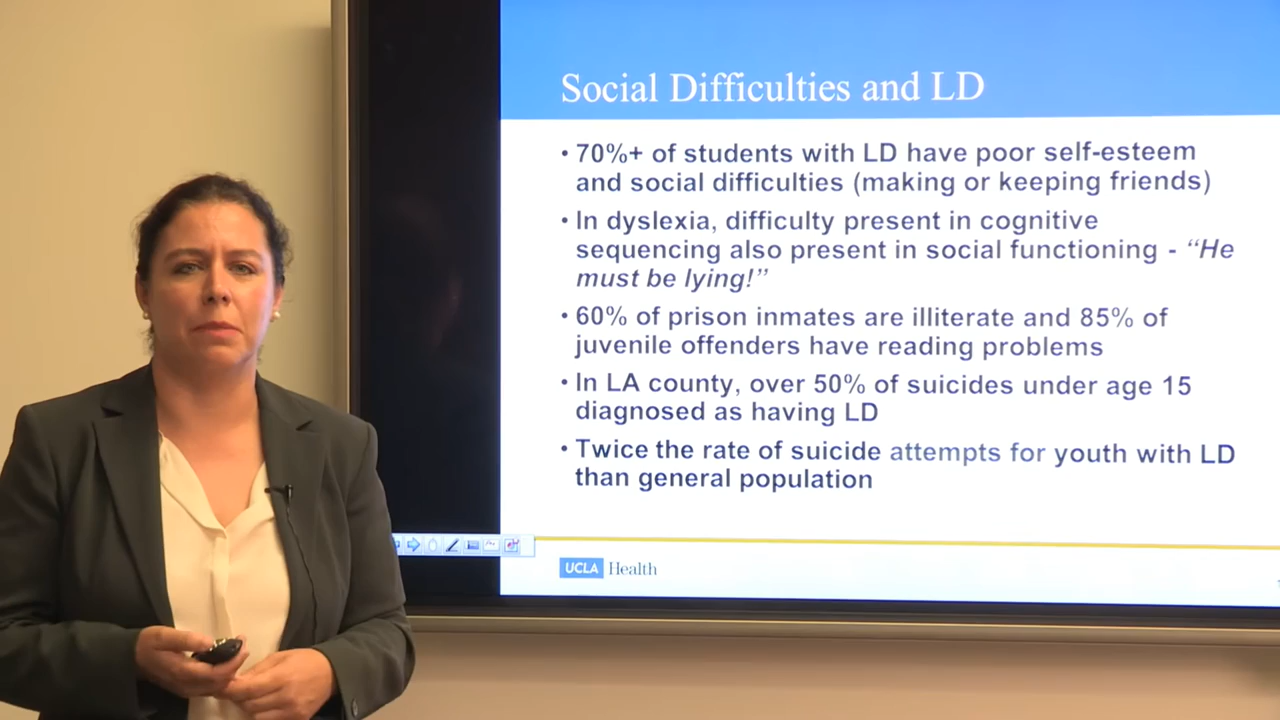 Social Difficulties and LD
• 70%+ of students with LD have poor self-esteem
and social difficulties (making or keeping friends)
• In dyslexia, difficulty present in cognitive
sequencing also present in social functioning - “He
must be lying!”
• 60% of prison inmates are illiterate and 85% of
juvenile offenders have reading problems
• In LA county, over 50% of suicides under age 15
diagnosed as having LD
• Twice the rate of suicide attempts for youth with LD
than general population
UCLA Health